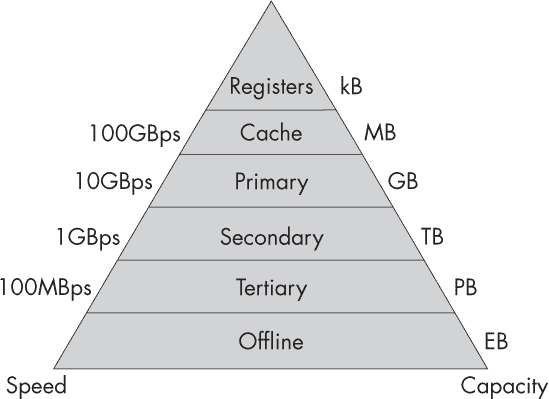 Registers kB
100GBps Cache MB
10GBps Primary GB
1GBps Secondary TB
100MBps Tertiary PB
Offline EB
Speed Capacity